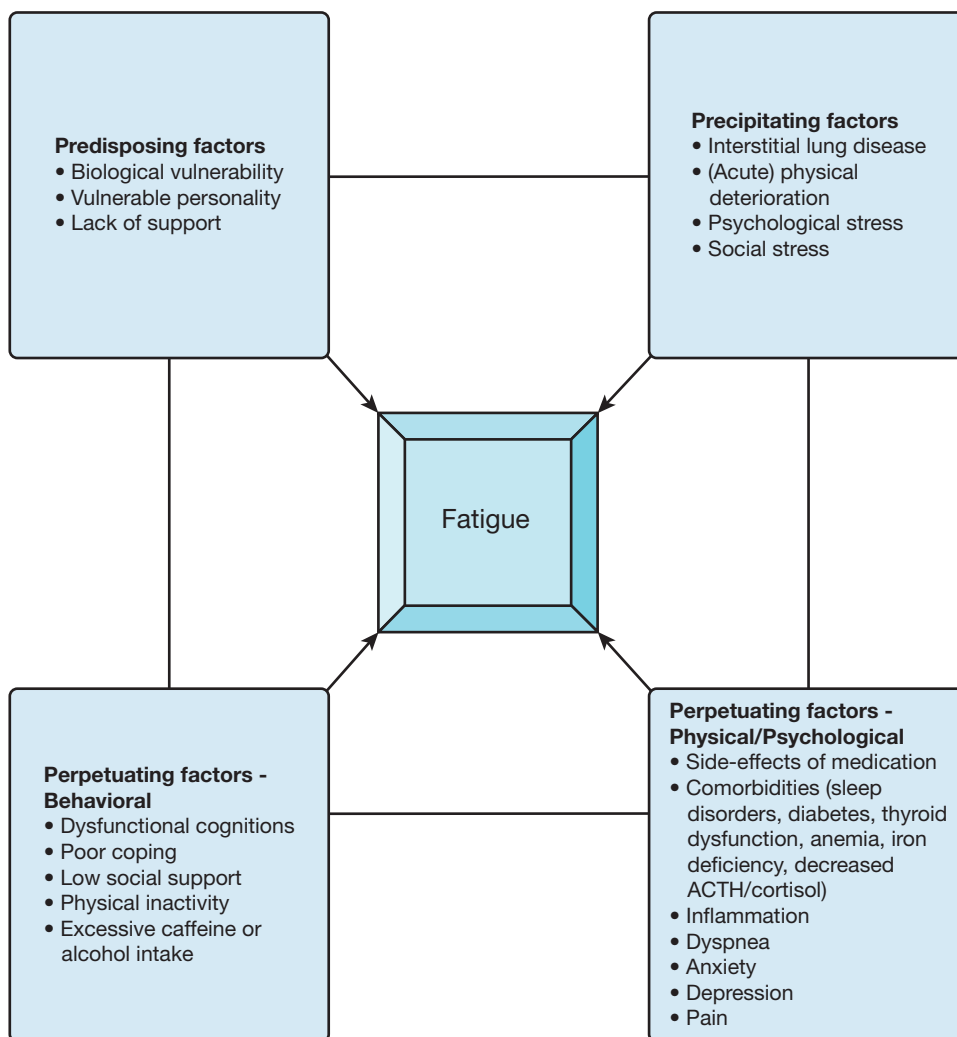 Predisposing factors
• Biological vulnerability
• Vulnerable personality
• Lack of support
Precipitating factors
• Interstitial lung disease
• (Acute) physical
deterioration
• Psychological stress
• Social stress
Fatigue
Perpetuating factors -
Behavioral
• Dysfunctional cognitions
• Poor coping
• Low social support
• Physical inactivity
• Excessive caffeine or
alcohol intake
Perpetuating factors -
Physical/Psychological
• Side-effects of medication
• Comorbidities (sleep
disorders, diabetes, thyroid
dysfunction, anemia, iron
deficiency, decreased
ACTH/cortisol)
• Inflammation
• Dyspnea
• Anxiety
• Depression
• Pain